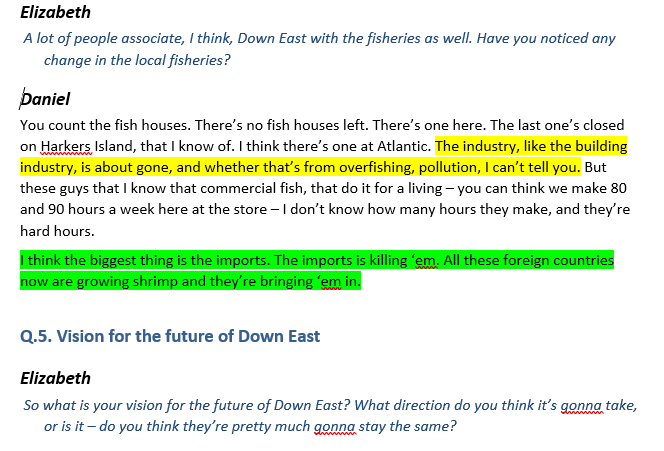 Elizabeth
A lot of people associate, I think, Down East with the fisheries as well. Have you noticed any
change in the local fisheries?
Daniel
You count the fish houses. There’s no fish houses left. There’s one here. The last one’s closed
on Harkers Island, that I know of. I think there’s one at Atlantic. The industry, like the building
industry, is about gone, and whether that’s from overfishing, pollution, I can’t tell you. But
these guys that I know that commercial fish, that do it for a living – you can think we make 80
and 90 hours a week here at the store – I don’t know how many hours they make, and they’re
hard hours.
I think the biggest thing is the imports. The imports is killing ‘em. All these foreign countries
now are growing shrimp and they’re bringing ‘em in.
Q.5. Vision for the future of Down East
Elizabeth
So what is your vision for the future of Down East? What direction do you think it’s gonna take,
or is it – do you think they’re pretty much gonna stay the same?